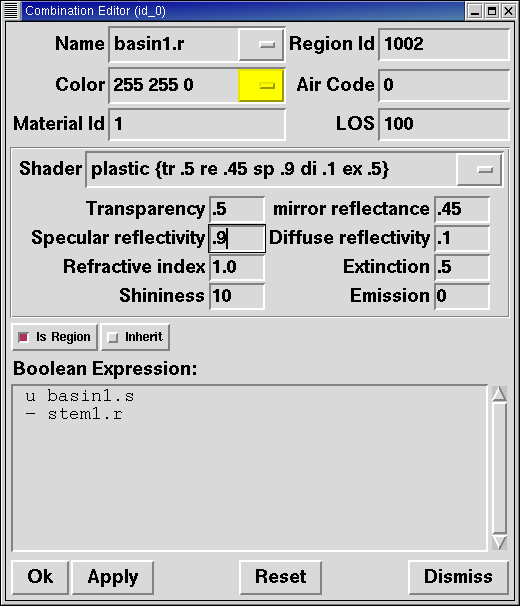 Combination Editor (id_0)
Name basin1.r Region Id 1002
Color 255 255 0 Air Code 0
Material Id 1 LOS 100
Shader plastic {tr .5 re .45 sp .9 di .1 ex .5}
Transparency .5 mirror reflectance .45
Specular reflectivity .9 Diffuse reflectivity .1
Refractive index 1.0 Extinction .5
Shininess 10 Emission 0
Is Region Inherit
Boolean Expression:
u basin1.s
- stem1.r
Ok Apply Reset Dismiss